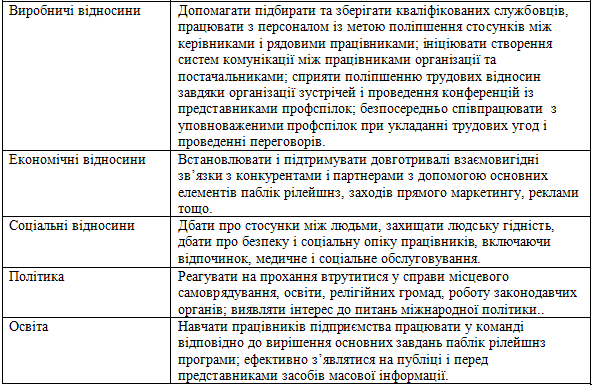 Виробничі відносини
Допомагати підбирати та зберігати кваліфікованих службовців,
працювати з персоналом із метою поліпшення стосунків між
керівниками і рядовими працівниками; ініціювати створення
систем комунікації між працівниками організації та
постачальниками; сприяти поліпшенню трудових відносин
завдяки організації зустрічей і проведення конференцій із
представниками профспілок; безпосередньо співпрацювати з
уповноваженими профспілок при укладанні трудових угод і
проведенні переговорів.
Економічні відносини
Встановлювати і підтримувати довготривалі взаємовигідні
зв’язки з конкурентами і партнерами з допомогою основних
елементів паблік рілейшнз, заходів прямого маркетингу, реклами
тощо.
Соціальні відносини
Дбати про стосунки між людьми, захищати людську гідність,
дбати про безпеку і соціальну опіку працівників, включаючи
відпочинок, медичне і соціальне обслуговування.
Політика
Реагувати на прохання втрутитися у справи місцевого
самоврядування, освіти, релігійних громад, роботу законодавчих
органів; виявляти інтерес до питань міжнародної політики..
Освіта
Навчати працівників підприємства працювати у команді
відповідно до вирішення основних завдань паблік рілейшнз
програми; ефективно з’являтися на публіці і перед
представниками засобів масової інформації.